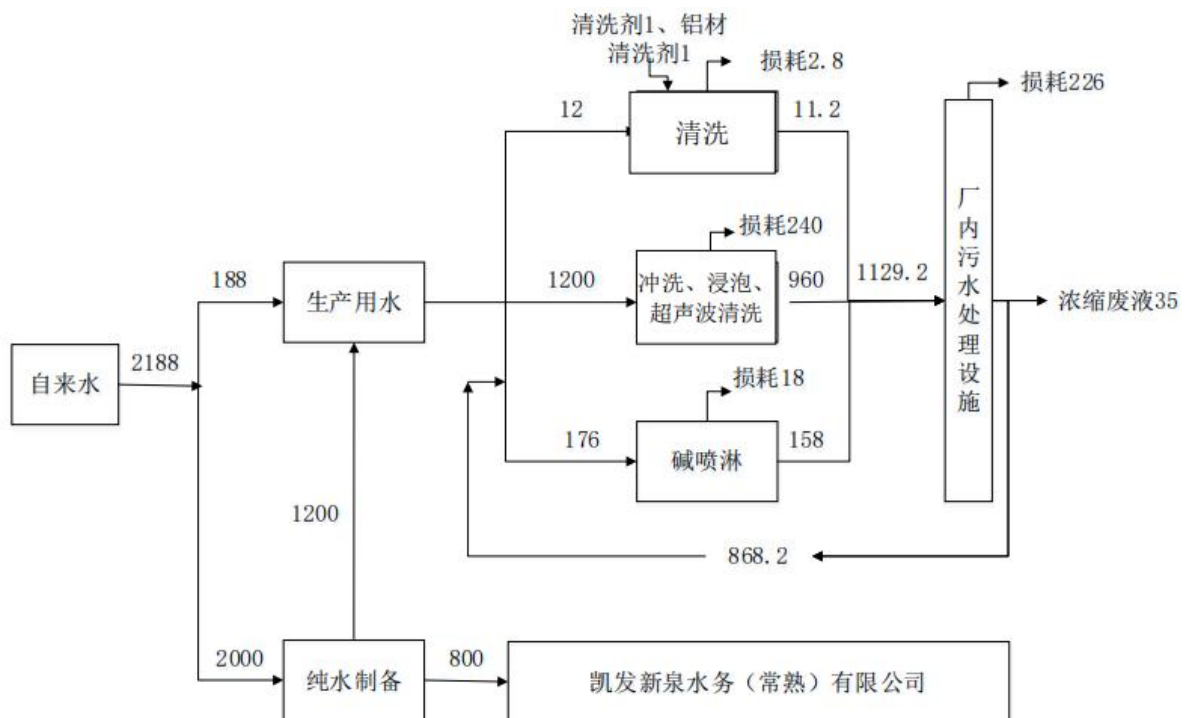 清洗剂1、铝材
清洗剂1
损耗2.8
损耗226
12
清洗
11.2
损耗240
188
生产用水
1200
冲洗、浸泡、
超声波清洗
960
1129.2
厂内污水处理设施
浓缩废液35
自来水
2188
损耗18
176
碱喷淋
158
1200
868.2
2000
纯水制备
800
凯发新泉水务（常熟）有限公司